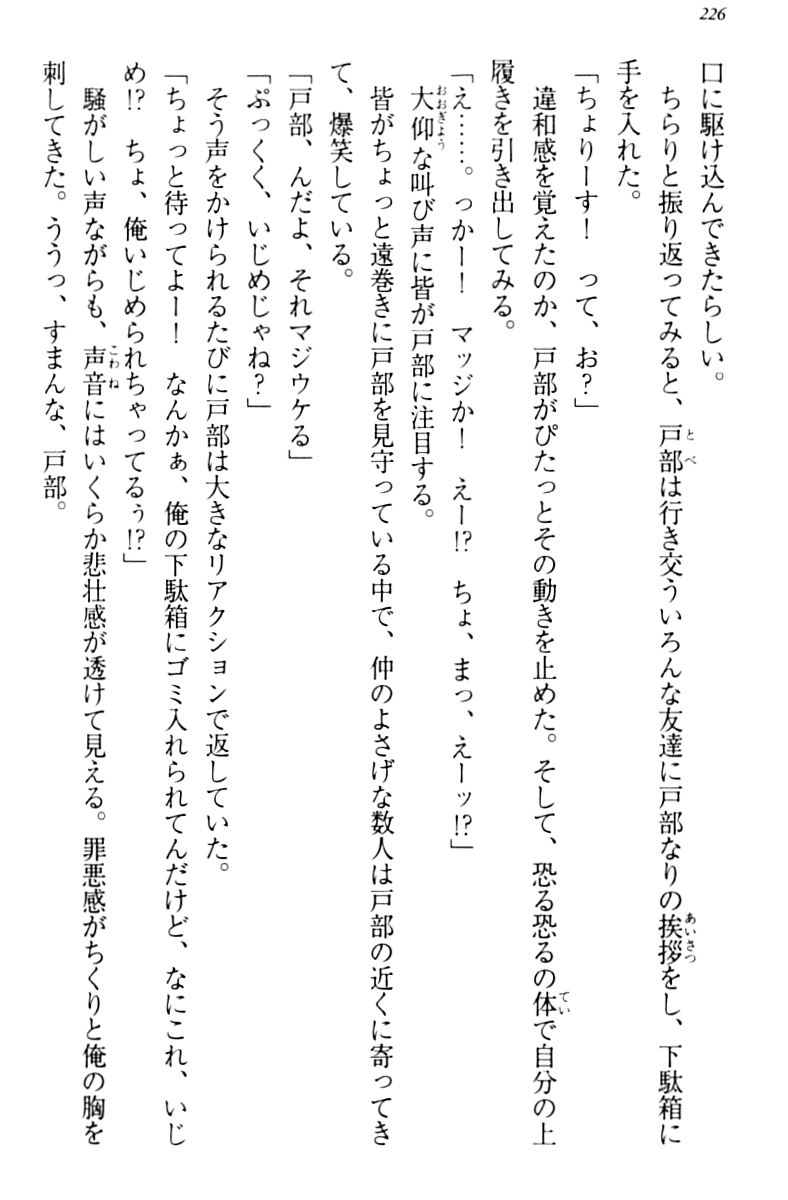 226
口に駆け込んできたらしい。
　ちらりと振り返ってみると、戸部は行き交ういろんな友達に戸部なりの挨拶をし、下駄箱に
手を入れた。
「ちょりーす！　って、お？」
　違和感を覚えたのか、戸部がぴたっとその動きを止めた。そして、恐る恐るの体で自分の上
履きを引き出してみる。
「え……。っかー！　マッジか！　えー!?　ちょ、まっ、えーッ!?」
　大仰な叫び声に皆が戸部に注目する。
　皆がちょっと遠巻きに戸部を見守っている中で、仲のよさげな数人は戸部の近くに寄ってき
て、爆笑している。
「戸部、んだよ、それマジウケる」
「ぷっくく、いじめじゃね？」
　そう声をかけられるたびに戸部は大きなリアクションで返していた。
「ちょっと待ってよー！　なんかぁ、俺の下駄箱にゴミ入れられてんだけど、なにこれ、いじ
め!?　ちょ、俺いじめられちゃってるぅ!?」
　騒がしい声ながらも、声音にはいくらか悲壮感が透けて見える。罪悪感がちくりと俺の胸を
刺してきた。ううっ、すまんな、戸部。